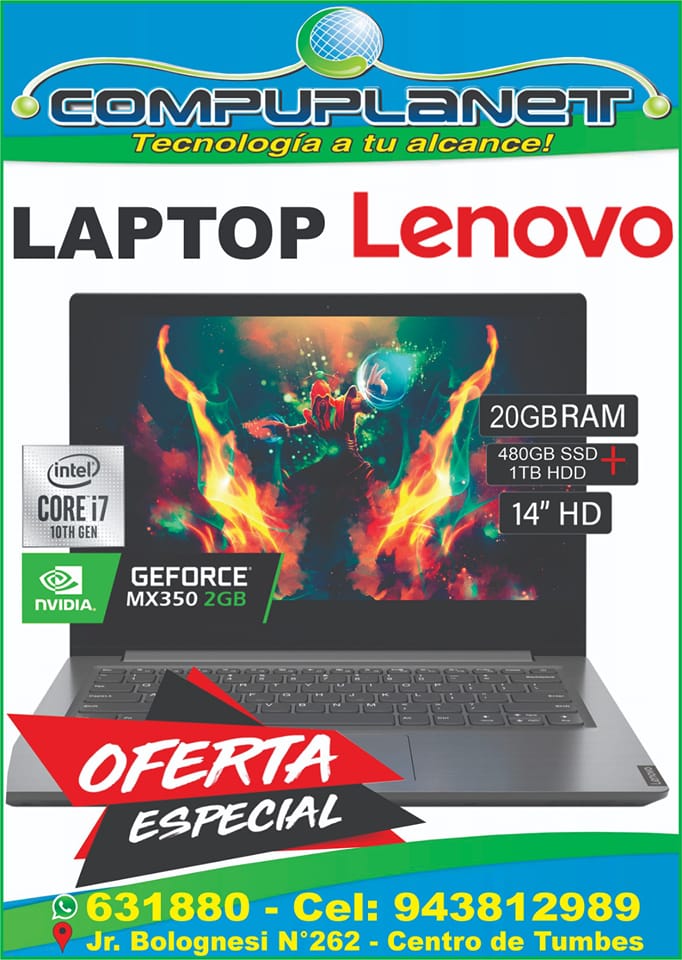 COMPUPLANET
Tecnología a tu alcance!
LAPTOP Lenovo
20GB RAM
480GB SSD +
1TB HDD
14” HD
intel
CORE i7
10TH GEN
NVIDIA.
GEFORCE
MX350 2GB
OFERTA
ESPECIAL
Lenovo
631880 - Cel: 943812989
Jr. Bolognesi N°262 - Centro de Tumbes